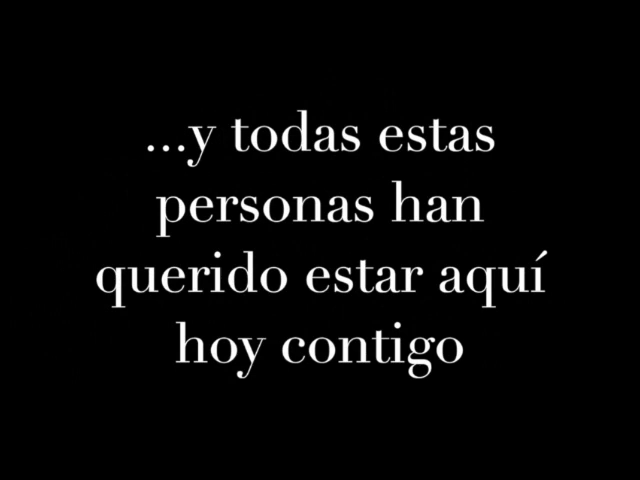 ...y todas estas
personas han
querido estar aquí
hoy contigo